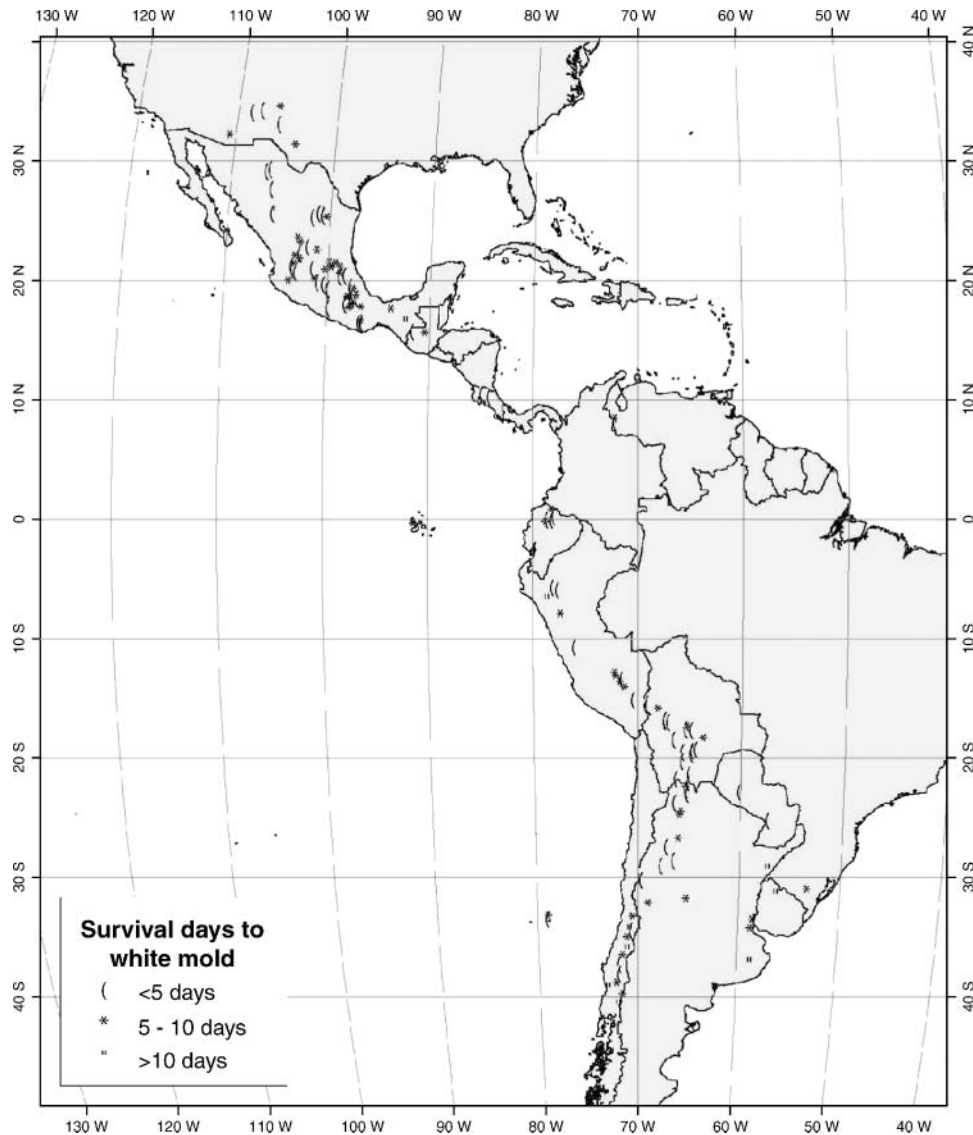 130 W 120 W 110 W 100 W 90 W 80 W 70 W 60 W 50 W 40 W
40 N 40 N
30 N 30 N
20 N 20 N
10 N 10 N
0 0
10 S 10 S
20 S 20 S
30 S 30 S
40 S 40 S
Survival days to
white mold
( <5 days
* 5 - 10 days
" >10 days
130 W 120 W 110 W 100 W 90 W 80 W 70 W 60 W 50 W 40 W